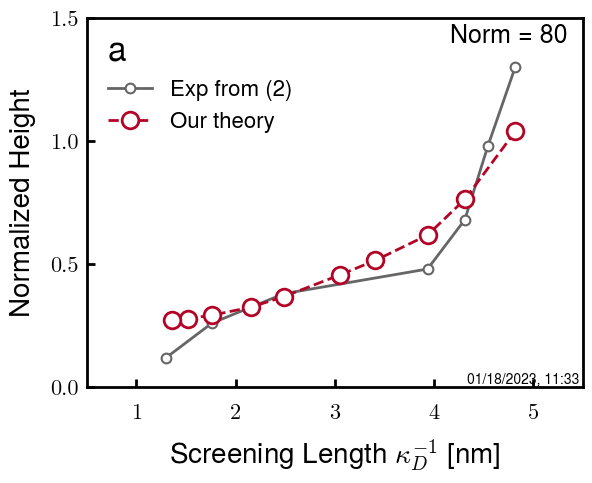 a
Norm = 80
Exp from (2)
Our theory
Normalized Height
1.5
1.0
0.5
0.0
01/18/2023, 11:33
1 2 3 4 5
Screening Length κ_D^{-1} [nm]